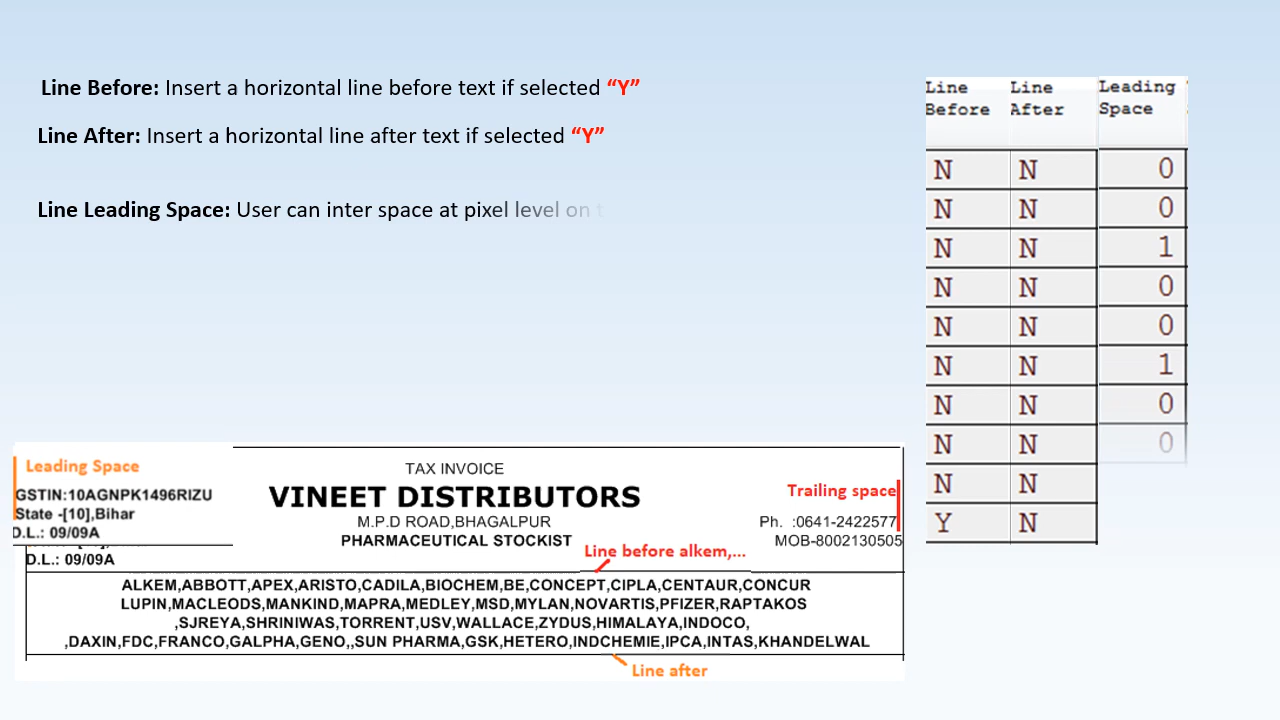 Line Before: Insert a horizontal line before text if selected “Y”
Line After: Insert a horizontal line after text if selected “Y”
Line Leading Space: User can inter space at pixel level on t
Line Before Line After Leading Space
N N 0
N N 0
N N 1
N N 0
N N 0
N N 1
N N 0
N N 0
N N
Y N
Leading Space
GSTIN:10AGNPK1496RIZU
State -[10],Bihar
D.L.: 09/09A
D.L.: 09/09A
TAX INVOICE
VINEET DISTRIBUTORS
M.P.D ROAD,BHAGALPUR
PHARMACEUTICAL STOCKIST
Trailing space
Ph. :0641-2422577
MOB-8002130505
Line before alkem,...
ALKEM,ABBOTT,APEX,ARISTO,CADILA,BIOCHEM,BE,CONCEPT,CIPLA,CENTAUR,CONCUR
LUPIN,MACLEODS,MANKIND,MAPRA,MEDLEY,MSD,MYLAN,NOVARTIS,PFIZER,RAPTAKOS
,SJREYA,SHRINIWAS,TORRENT,USV,WALLACE,ZYDUS,HIMALAYA,INDOCO,
,DAXIN,FDC,FRANCO,GALPHA,GENO,,SUN PHARMA,GSK,HETERO,INDCHEMIE,IPCA,INTAS,KHANDELWAL
Line after